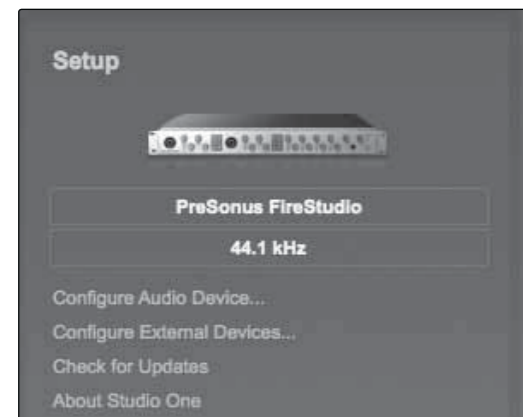 Setup
PreSonus FireStudio
44.1 kHz
Configure Audio Device...
Configure External Devices...
Check for Updates
About Studio One